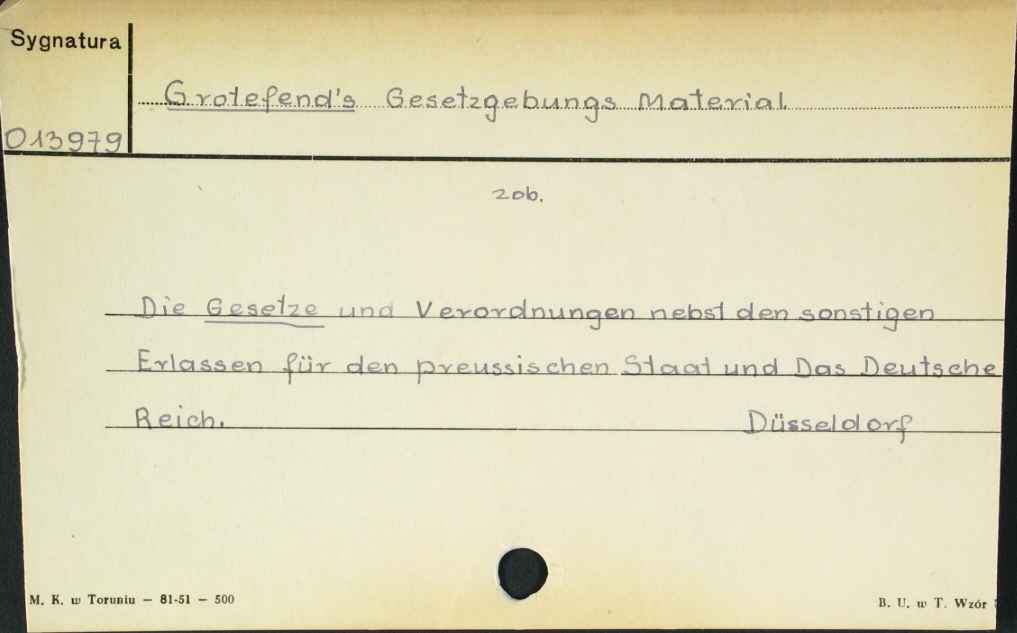 Sygnatura
Grotefend's Gesetzgebungs Material
013979
zob.
Die Gesetze und Verordnungen nebst den sonstigen
Erlassen für den preussischen Staat und Das Deutsche
Reich. Düsseldorf
M. K. w Toruniu — 81-51 — 500
B. U. w T. Wzór